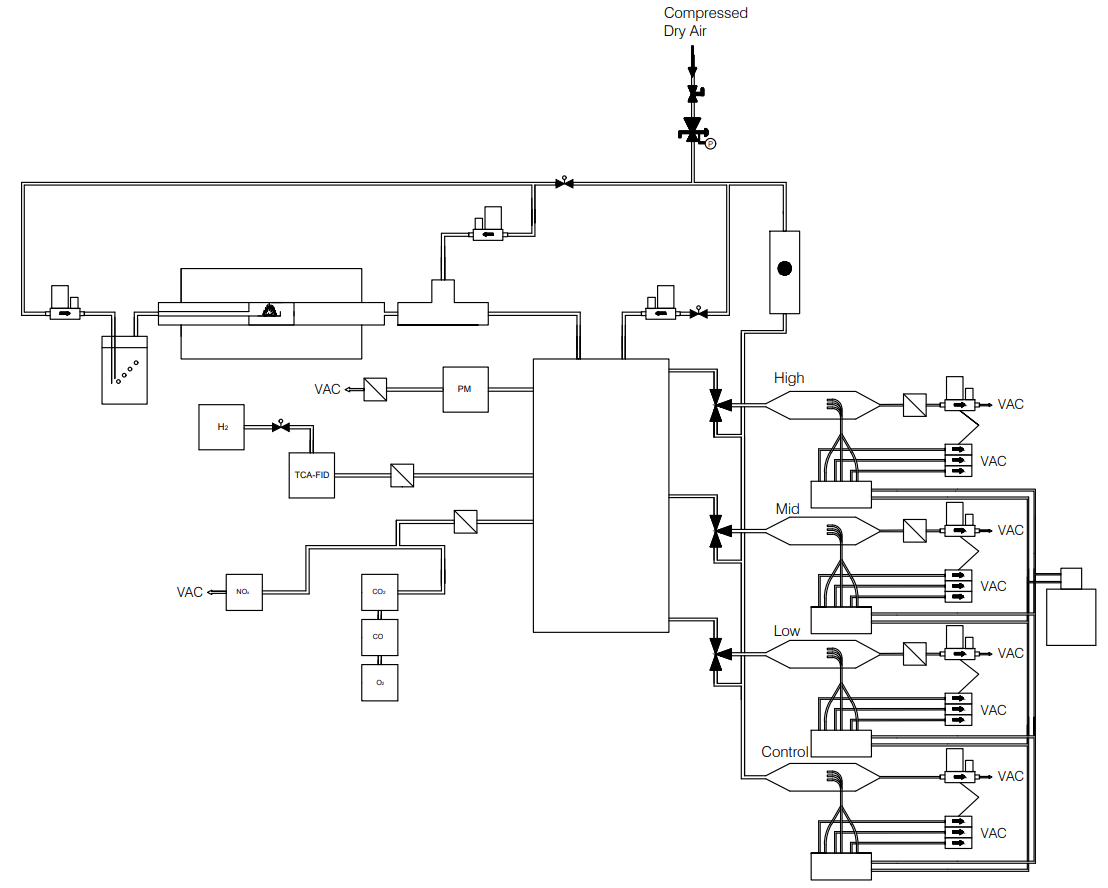 Compressed
Dry Air
P
High
VAC
PM
VAC
H₂
VAC
TCA-FID
Mid
VAC
VAC
NOₓ
CO₂
VAC
Low
CO
VAC
O₂
VAC
Control
VAC
VAC